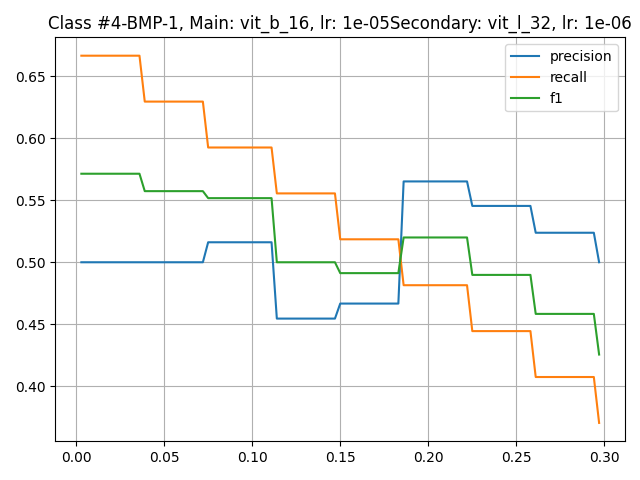 Class #4-BMP-1, Main: vit_b_16, lr: 1e-05Secondary: vit_l_32, lr: 1e-06
precision
recall
f1
0.65
0.60
0.55
0.50
0.45
0.40
0.00 0.05 0.10 0.15 0.20 0.25 0.30